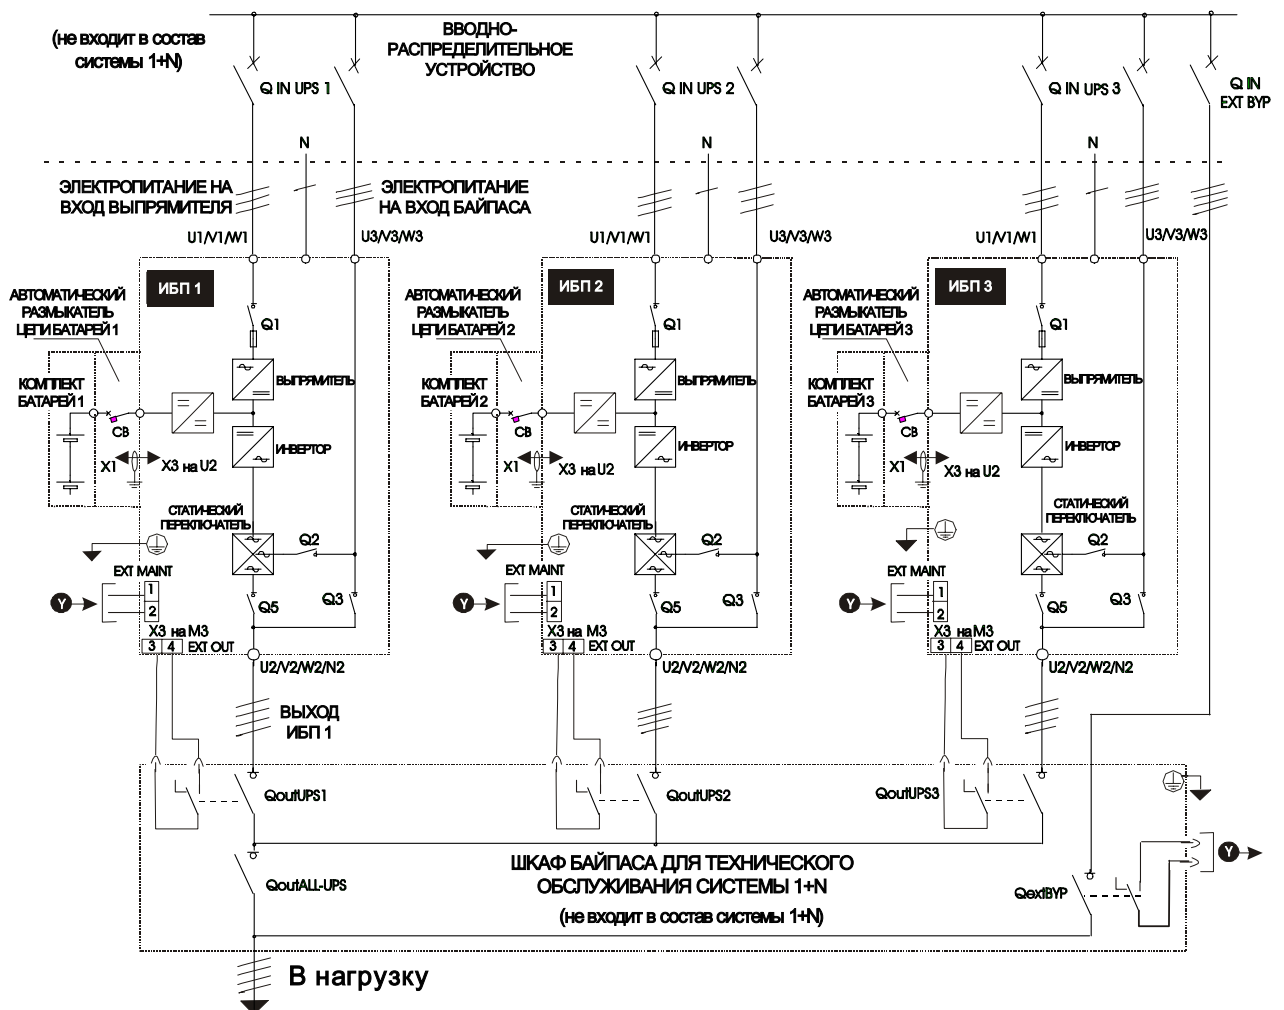 (не входит в состав
системы 1+N)
ВВОДНО-
РАСПРЕДЕЛИТЕЛЬНОЕ
УСТРОЙСТВО
Q IN UPS 1
Q IN UPS 2
Q IN UPS 3
Q IN
EXT BYP
N
N
N
ЭЛЕКТРОПИТАНИЕ НА
ВХОД ВЫПРЯМИТЕЛЯ
ЭЛЕКТРОПИТАНИЕ
НА ВХОД БАЙПАСА
U1/V1/W1
U3/V3/W3
U1/V1/W1
U3/V3/W3
U1/V1/W1
U3/V3/W3
ИБП 1
АВТОМАТИЧЕСКИЙ
РАЗМЫКАТЕЛЬ
ЦЕПИ БАТАРЕЙ 1
Q1
КОМПЛЕКТ
БАТАРЕЙ 1
ВЫПРЯМИТЕЛЬ
CB
ИНВЕРТОР
X1
X3 на U2
СТАТИЧЕСКИЙ
ПЕРЕКЛЮЧАТЕЛЬ
Q2
EXT MAINT
Y
1
2
Q5
Q3
X3 на M3
3 4 EXT OUT
U2/V2/W2/N2
ИБП 2
АВТОМАТИЧЕСКИЙ
РАЗМЫКАТЕЛЬ
ЦЕПИ БАТАРЕЙ 2
Q1
КОМПЛЕКТ
БАТАРЕЙ 2
ВЫПРЯМИТЕЛЬ
CB
ИНВЕРТОР
X1
X3 на U2
СТАТИЧЕСКИЙ
ПЕРЕКЛЮЧАТЕЛЬ
Q2
EXT MAINT
Y
1
2
Q5
Q3
X3 на M3
3 4 EXT OUT
U2/V2/W2/N2
ИБП 3
АВТОМАТИЧЕСКИЙ
РАЗМЫКАТЕЛЬ
ЦЕПИ БАТАРЕЙ 3
Q1
КОМПЛЕКТ
БАТАРЕЙ 3
ВЫПРЯМИТЕЛЬ
CB
ИНВЕРТОР
X1
X3 на U2
СТАТИЧЕСКИЙ
ПЕРЕКЛЮЧАТЕЛЬ
Q2
EXT MAINT
Y
1
2
Q5
Q3
X3 на M3
3 4 EXT OUT
U2/V2/W2/N2
ВЫХОД
ИБП 1
QoutUPS1
QoutUPS2
QoutUPS3
QoutALL-UPS
ШКАФ БАЙПАСА ДЛЯ ТЕХНИЧЕСКОГО
ОБСЛУЖИВАНИЯ СИСТЕМЫ 1+N
(не входит в состав системы 1+N)
QextBYP
Y
В нагрузку